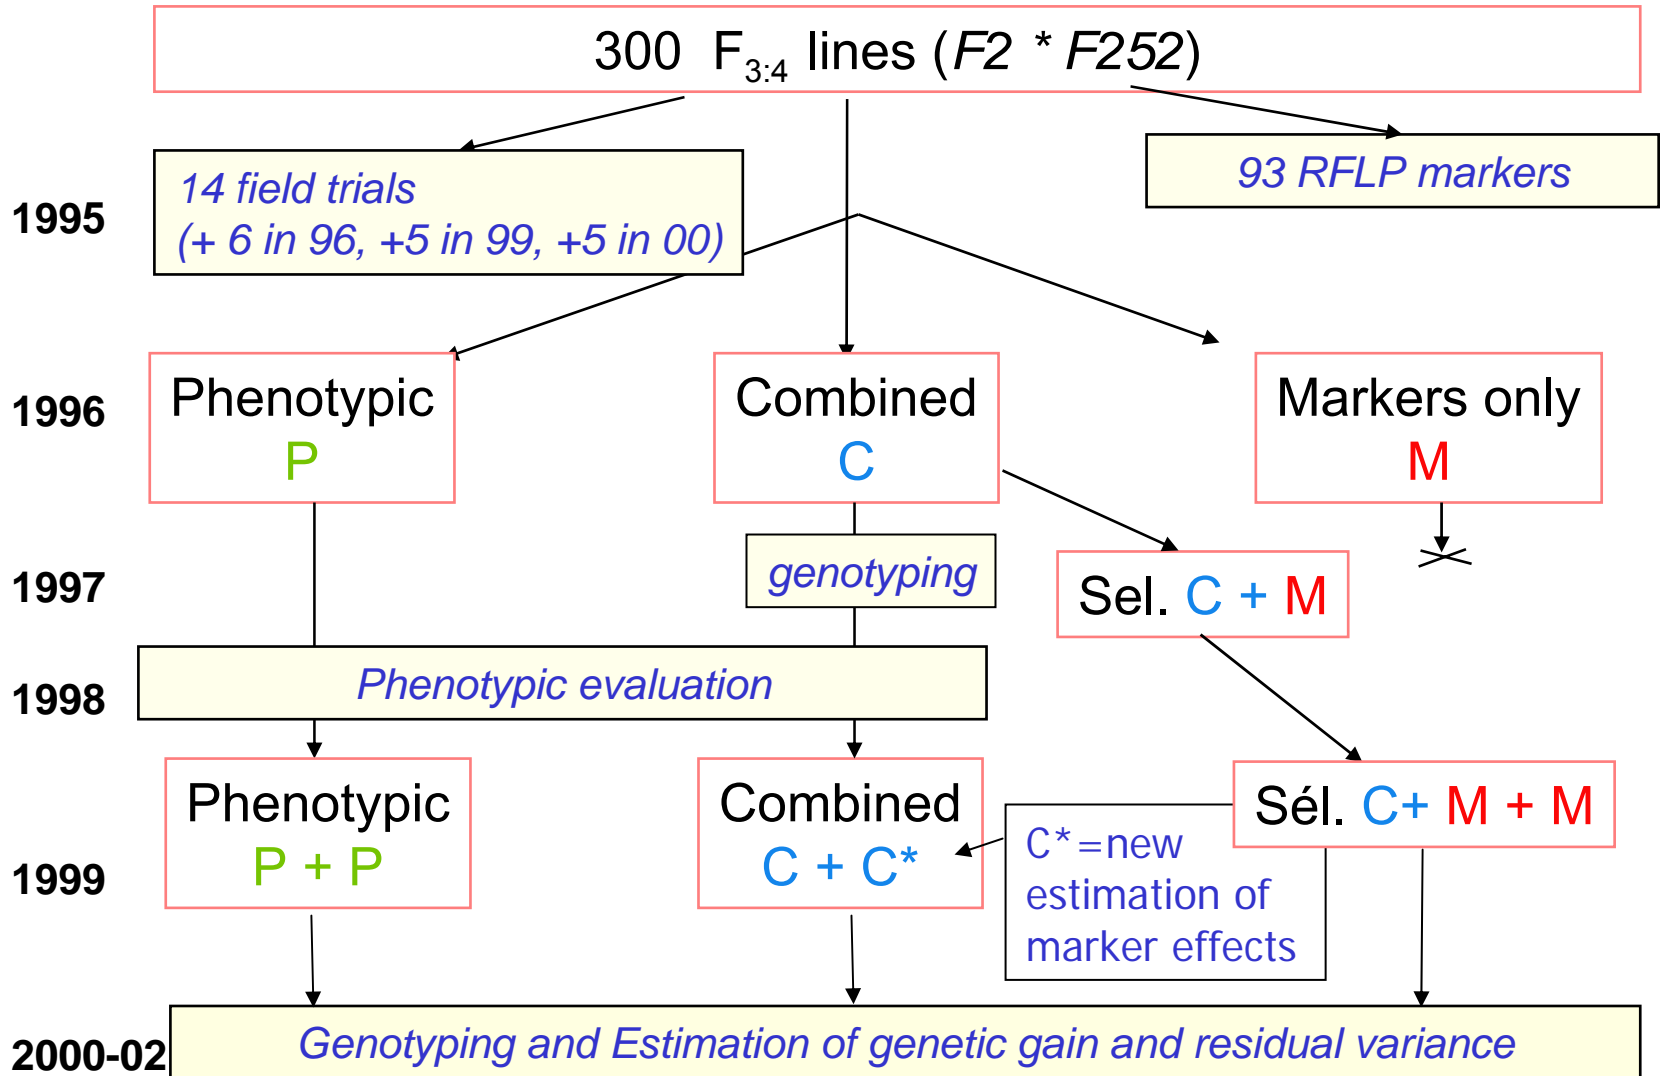 300 F3:4 lines (F2 * F252)
14 field trials
(+ 6 in 96, +5 in 99, +5 in 00)
93 RFLP markers
1995
1996
Phenotypic
P
Combined
C
Markers only
M
1997
genotyping
Sel. C + M
1998
Phenotypic evaluation
1999
Phenotypic
P + P
Combined
C + C*
C*=new
estimation of
marker effects
Sél. C+ M + M
2000-02
Genotyping and Estimation of genetic gain and residual variance